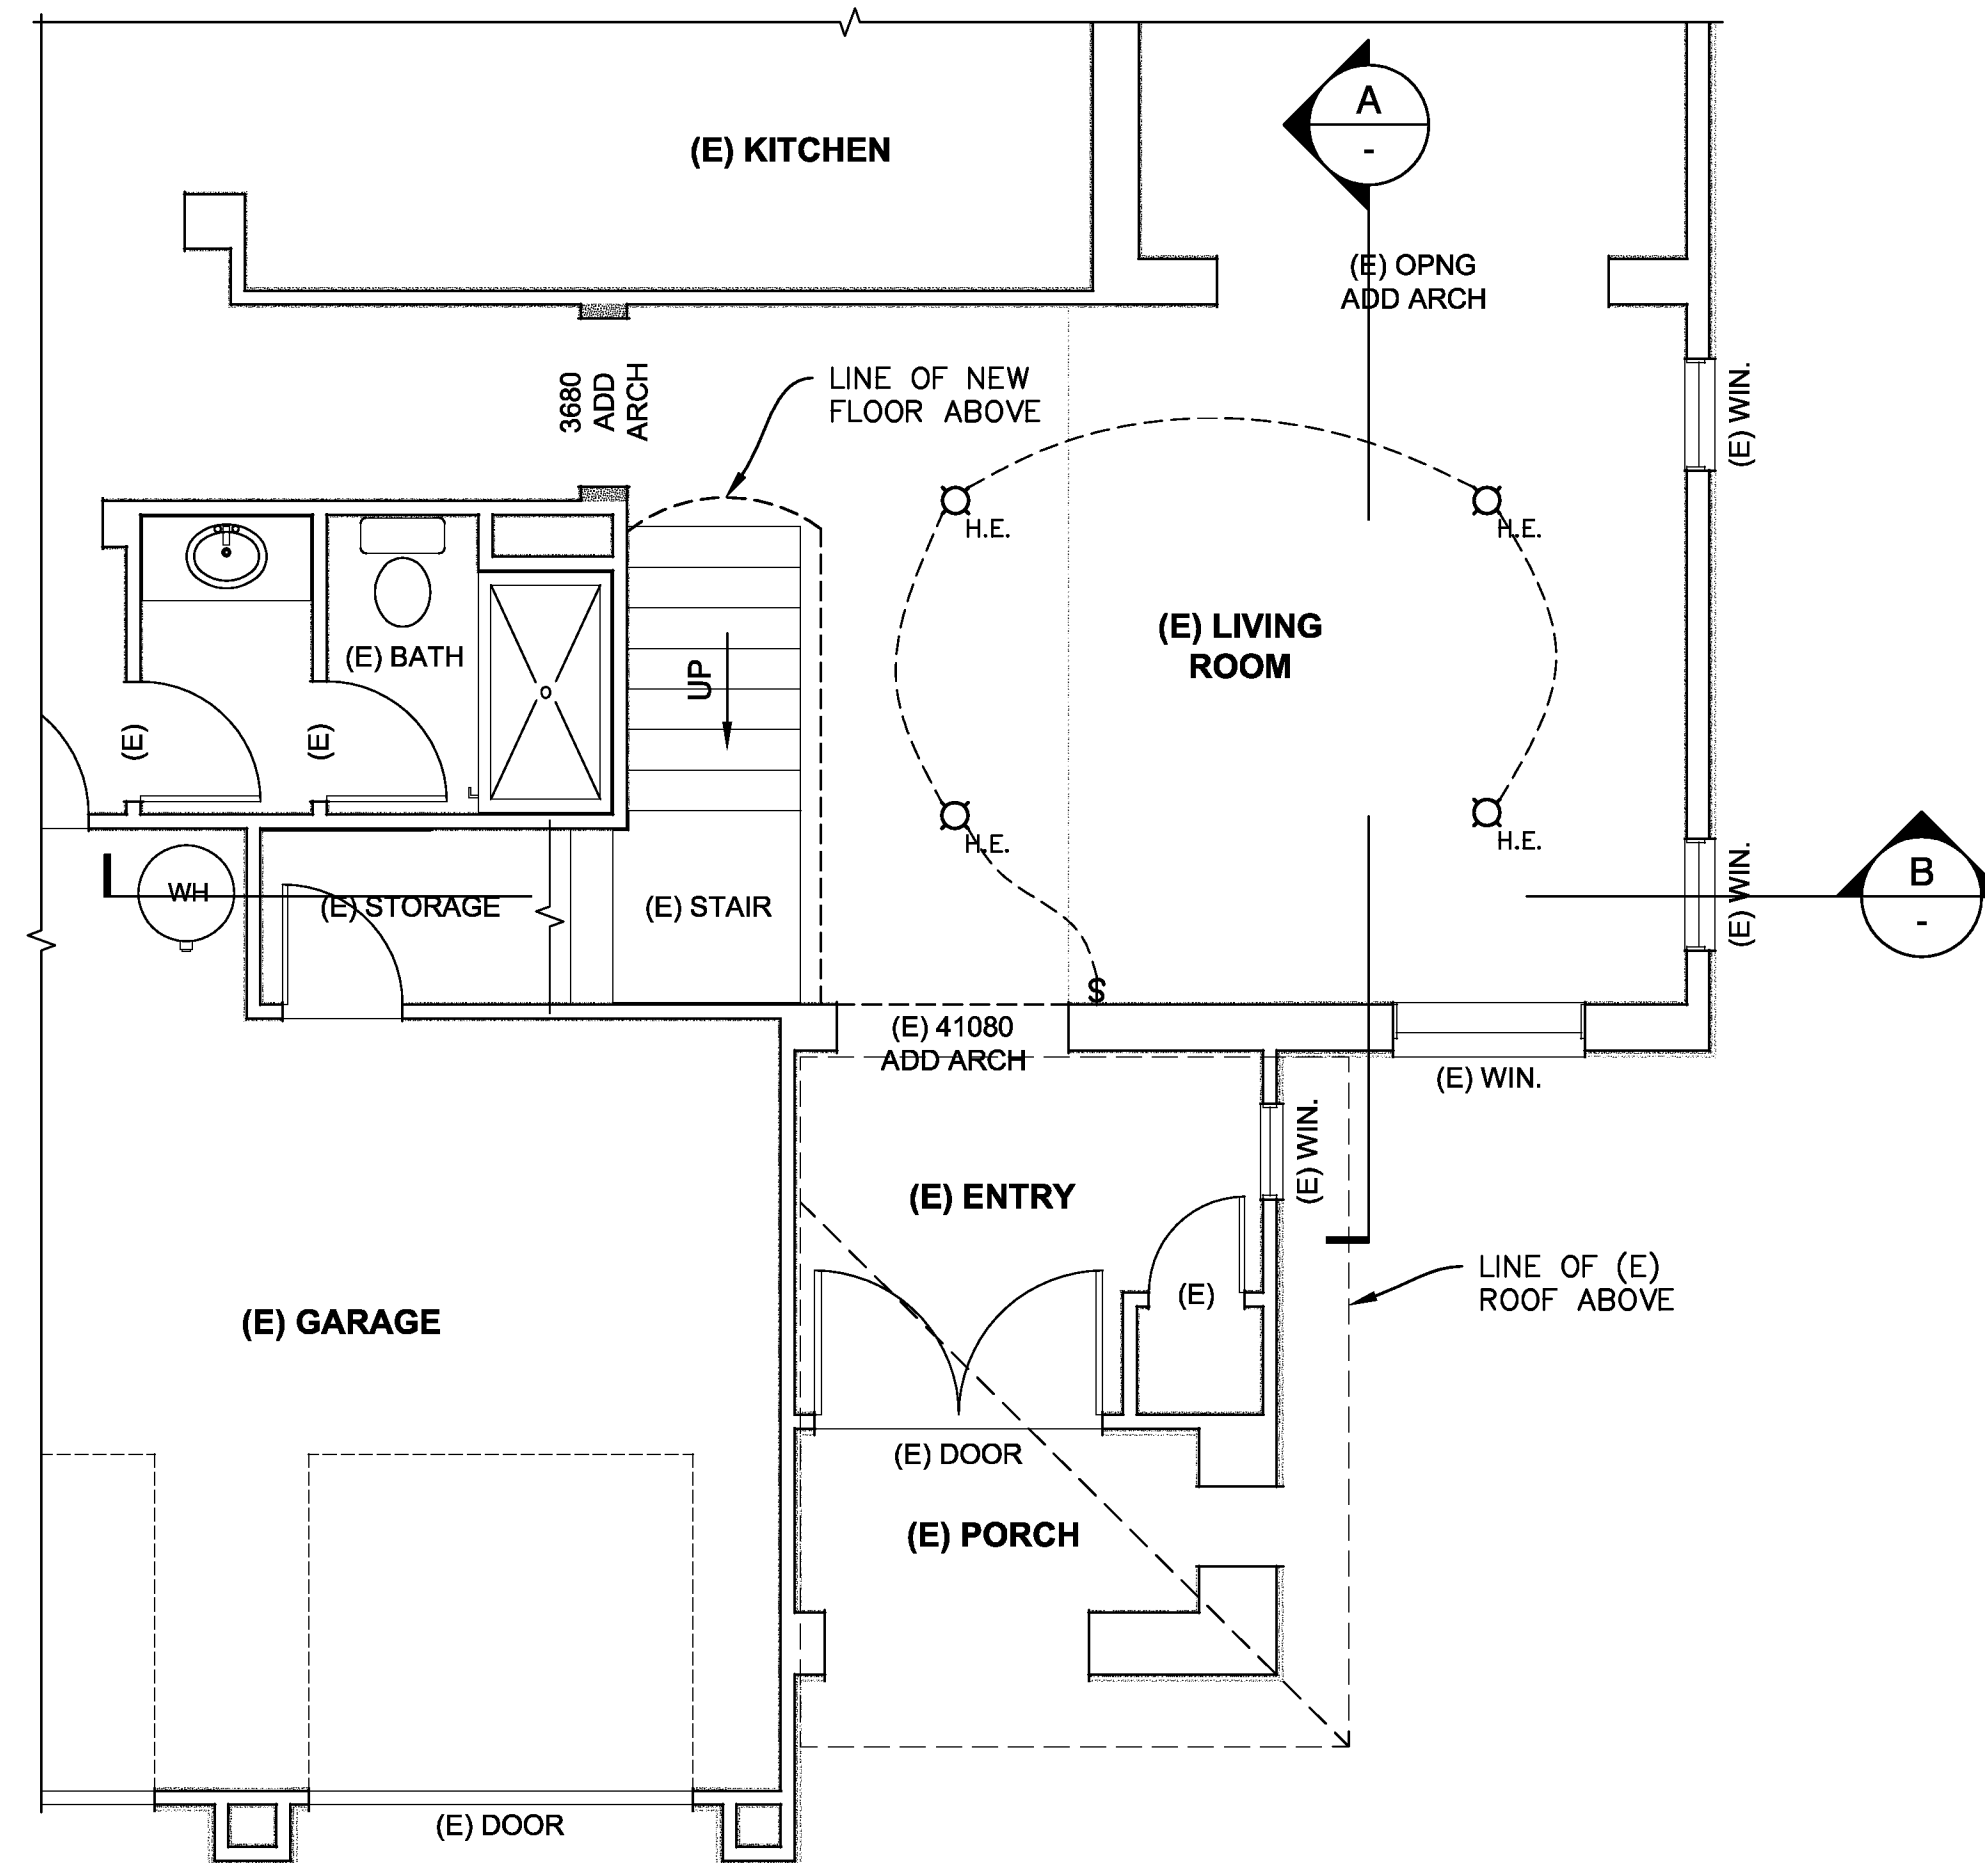 A
-
(E) KITCHEN
(E) OPNG
ADD ARCH
3680
ADD
ARCH
LINE OF NEW
FLOOR ABOVE
(E) WIN.
H.E.
H.E.
(E) LIVING
ROOM
(E) BATH
UP
(E)
(E)
H.E.
H.E.
WH
(E) STORAGE
(E) STAIR
(E) WIN.
B
-
S
(E) 41080
ADD ARCH
(E) WIN.
(E) WIN.
(E) ENTRY
(E)
LINE OF (E)
ROOF ABOVE
(E) GARAGE
(E) DOOR
(E) PORCH
(E) DOOR